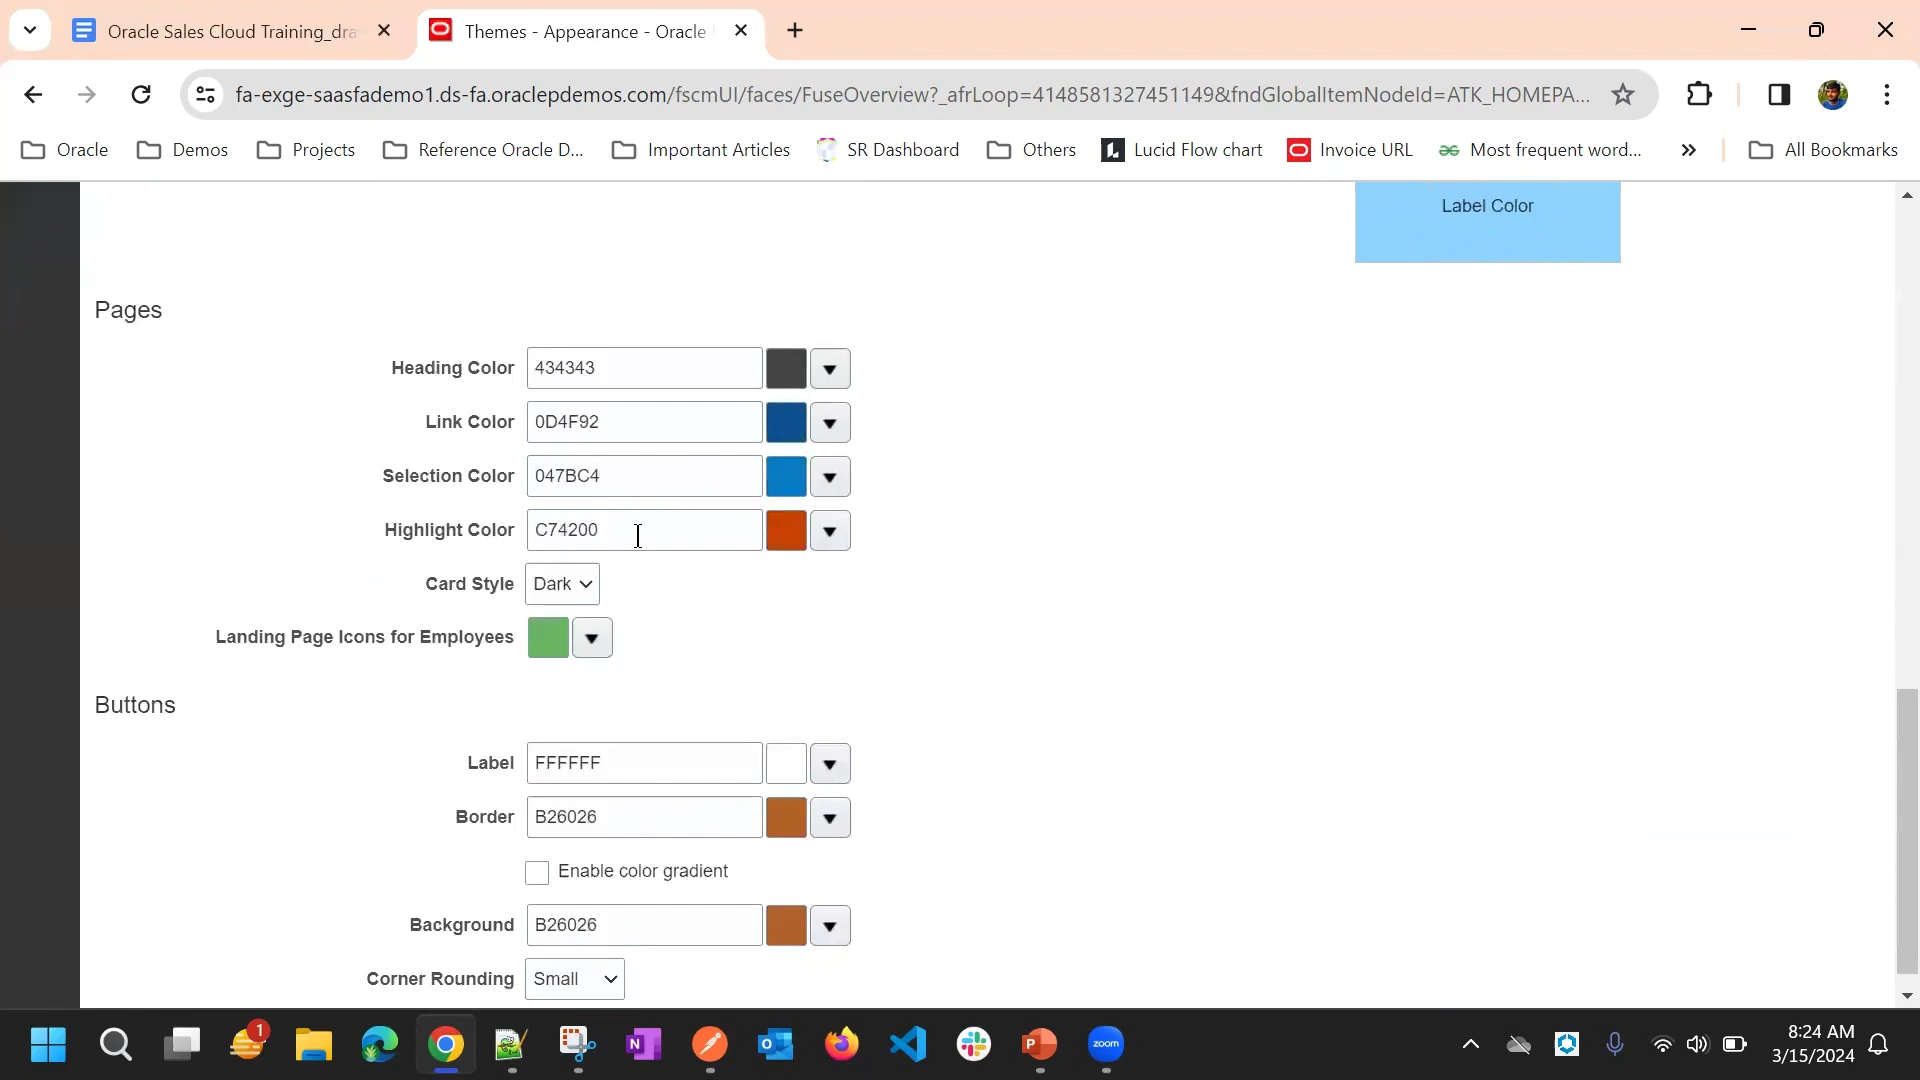 Oracle Sales Cloud Training_dra
Themes - Appearance - Oracle
fa-exge-saasfademo1.ds-fa.oraclepdemos.com/fscmUI/faces/FuseOverview?_afrLoop=4148581327451149&fndGlobalItemNodeId=ATK_HOMEPA...
Oracle
Demos
Projects
Reference Oracle D...
Important Articles
SR Dashboard
Others
Lucid Flow chart
Invoice URL
Most frequent word...
All Bookmarks
Label Color
Pages
Heading Color 434343
Link Color 0D4F92
Selection Color 047BC4
Highlight Color C74200
Card Style Dark
Landing Page Icons for Employees
Buttons
Label FFFFFF
Border B26026
Enable color gradient
Background B26026
Corner Rounding Small
1
zoom
8:24 AM
3/15/2024